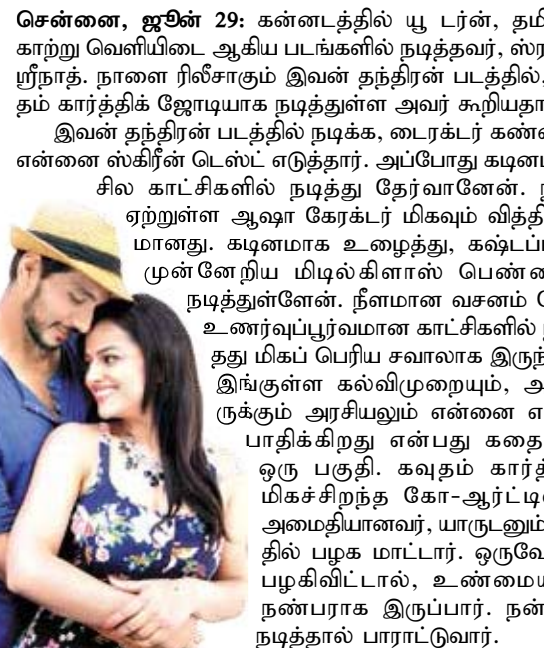 சென்னை, ஜூன் 29: கன்னடத்தில் யூ டர்ன், தமி
காற்று வெளியிடை ஆகிய படங்களில் நடித்தவர், ஸ்ர
ஸ்ரீநாத். நாளை ரிலீசாகும் இவன் தந்திரன் படத்தில்,
தம் கார்த்திக் ஜோடியாக நடித்துள்ள அவர் கூறியதா
இவன் தந்திரன் படத்தில் நடிக்க, டைரக்டர் கண்
என்னை ஸ்கிரீன் டெஸ்ட் எடுத்தார். அப்போது கடினம
சில காட்சிகளில் நடித்து தேர்வானேன்.
ஏற்றுள்ள ஆஷா கேரக்டர் மிகவும் வித்தி
மானது. கடினமாக உழைத்து, கஷ்டப்
முன்னேறிய மிடில்கிளாஸ் பெண்
நடித்துள்ளேன். நீளமான வசனம்
உணர்வுப்பூர்வமான காட்சிகளில்
தது மிகப் பெரிய சவாலாக இருந்
இங்குள்ள கல்விமுறையும், அ
ருக்கும் அரசியலும் என்னை எ
பாதிக்கிறது என்பது கதை
ஒரு பகுதி. கவுதம் கார்த்
மிகச்சிறந்த கோ-ஆர்ட்டி
அமைதியானவர், யாருடனும்
தில் பழக மாட்டார். ஒருவே
பழகிவிட்டால், உண்மைய
நண்பராக இருப்பார். நன்
நடித்தால் பாராட்டுவார்.